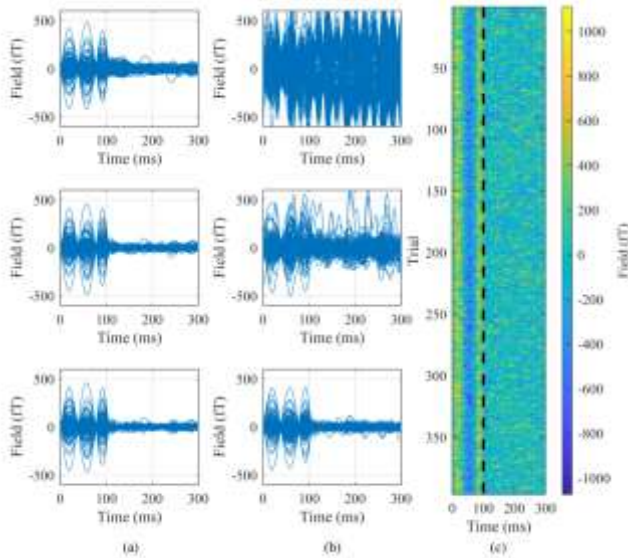 500
0
-500
0 100 200 300
Time (ms)
Field (fT)
500
0
-500
0 100 200 300
Time (ms)
Field (fT)
500
0
-500
0 100 200 300
Time (ms)
Field (fT)
(a)
500
0
-500
0 100 200 300
Time (ms)
Field (fT)
500
0
-500
0 100 200 300
Time (ms)
Field (fT)
500
0
-500
0 100 200 300
Time (ms)
Field (fT)
(b)
Trial
50
100
150
200
250
300
350
0 100 200 300
Time (ms)
(c)
1000
800
600
400
200
0
-200
-400
-600
-800
-1000
Field (fT)